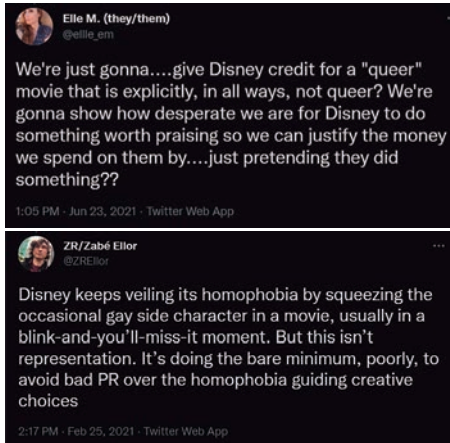 Elle M. (they/them)
@ellle_em
We're just gonna....give Disney credit for a "queer"
movie that is explicitly, in all ways, not queer? We're
gonna show how desperate we are for Disney to do
something worth praising so we can justify the money
we spend on them by....just pretending they did
something??
1:05 PM · Jun 23, 2021 · Twitter Web App
ZR/Zabé Ellor
@ZREllor
Disney keeps veiling its homophobia by squeezing the
occasional gay side character in a movie, usually in a
blink-and-you'll-miss-it moment. But this isn't
representation. It's doing the bare minimum, poorly, to
avoid bad PR over the homophobia guiding creative
choices
2:17 PM · Feb 25, 2021 · Twitter Web App